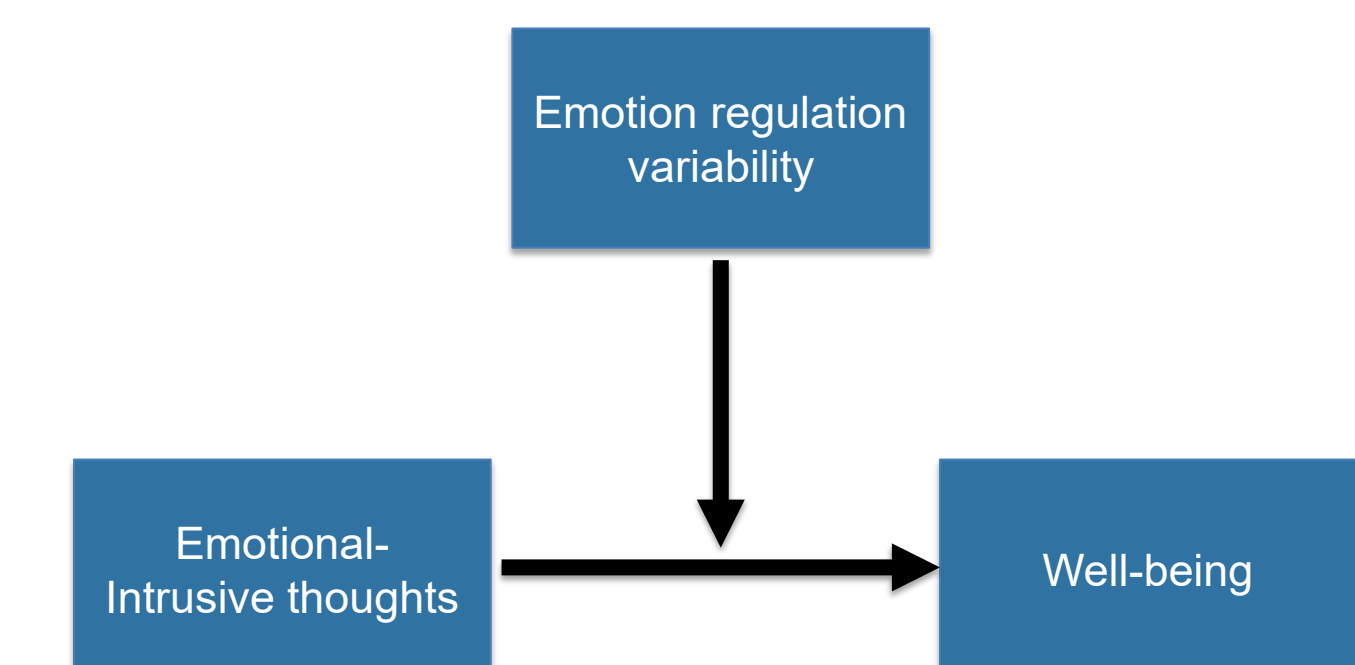 Emotion regulation
variability
Emotional-
Intrusive thoughts
Well-being